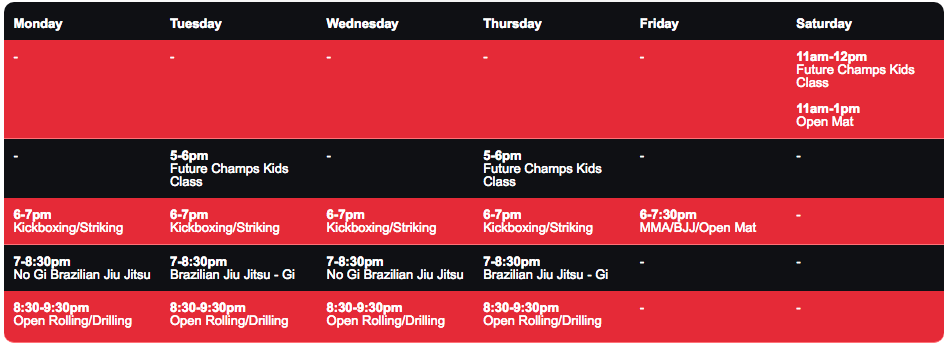 Monday Tuesday Wednesday Thursday Friday Saturday
- - - - - 11am-12pm
Future Champs Kids
Class
11am-1pm
Open Mat
- 5-6pm - 5-6pm - -
Future Champs Kids Future Champs Kids
Class Class
6-7pm 6-7pm 6-7pm 6-7pm 6-7:30pm -
Kickboxing/Striking Kickboxing/Striking Kickboxing/Striking Kickboxing/Striking MMA/BJJ/Open Mat
7-8:30pm 7-8:30pm 7-8:30pm 7-8:30pm - -
No Gi Brazilian Jiu Jitsu Brazilian Jiu Jitsu - Gi No Gi Brazilian Jiu Jitsu Brazilian Jiu Jitsu - Gi
8:30-9:30pm 8:30-9:30pm 8:30-9:30pm 8:30-9:30pm - -
Open Rolling/Drilling Open Rolling/Drilling Open Rolling/Drilling Open Rolling/Drilling